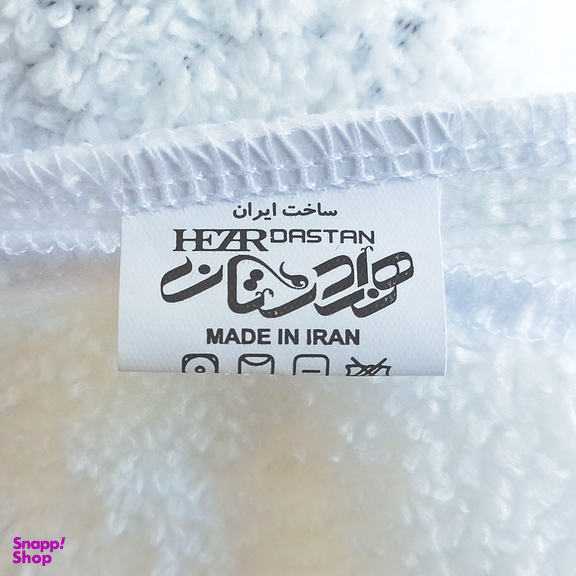 ساخت ایران
HEZAR DASTAN
هزاردستان
MADE IN IRAN
Snapp!
Shop